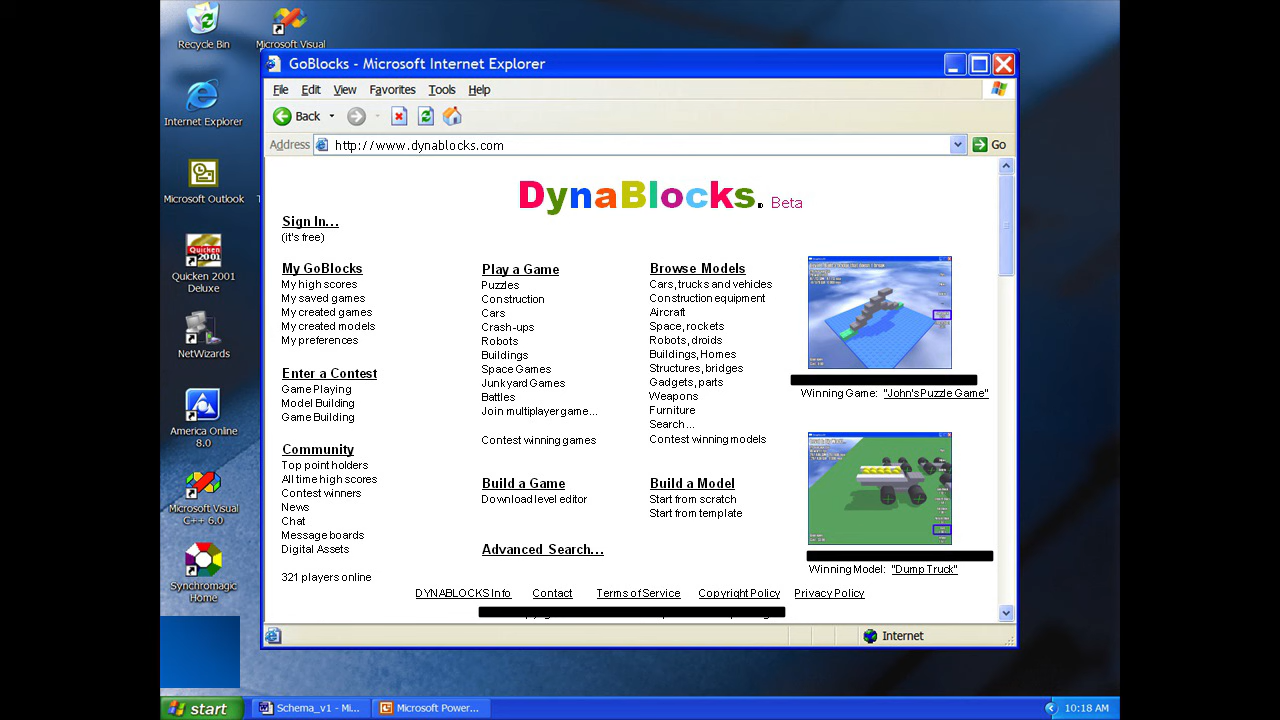 Recycle Bin
Microsoft Visual
Internet Explorer
Microsoft Outlook
Quicken 2001
Deluxe
NetWizards
America Online
8.0
Microsoft Visual
C++ 6.0
Synchromagic
Home
GoBlocks - Microsoft Internet Explorer
File Edit View Favorites Tools Help
Back
Address http://www.dynablocks.com Go
DynaBlocks. Beta
Sign In...
(it's free)
My GoBlocks
My high scores
My saved games
My created games
My created models
My preferences
Enter a Contest
Game Playing
Model Building
Game Building
Community
Top point holders
All time high scores
Contest winners
News
Chat
Message boards
Digital Assets
321 players online
Play a Game
Puzzles
Construction
Cars
Crash-ups
Robots
Buildings
Space Games
Junkyard Games
Battles
Join multiplayer game...
Contest winning games
Build a Game
Download level editor
Advanced Search...
Browse Models
Cars, trucks and vehicles
Construction equipment
Aircraft
Space, rockets
Robots, droids
Buildings, Homes
Structures, bridges
Gadgets, parts
Weapons
Furniture
Search...
Contest winning models
Build a Model
Start from scratch
Start from template
Winning Game: "John's Puzzle Game"
Winning Model: "Dump Truck"
DYNABLOCKS Info Contact Terms of Service Copyright Policy Privacy Policy
Internet
start Schema_v1 - Mi... Microsoft Power... 10:18 AM